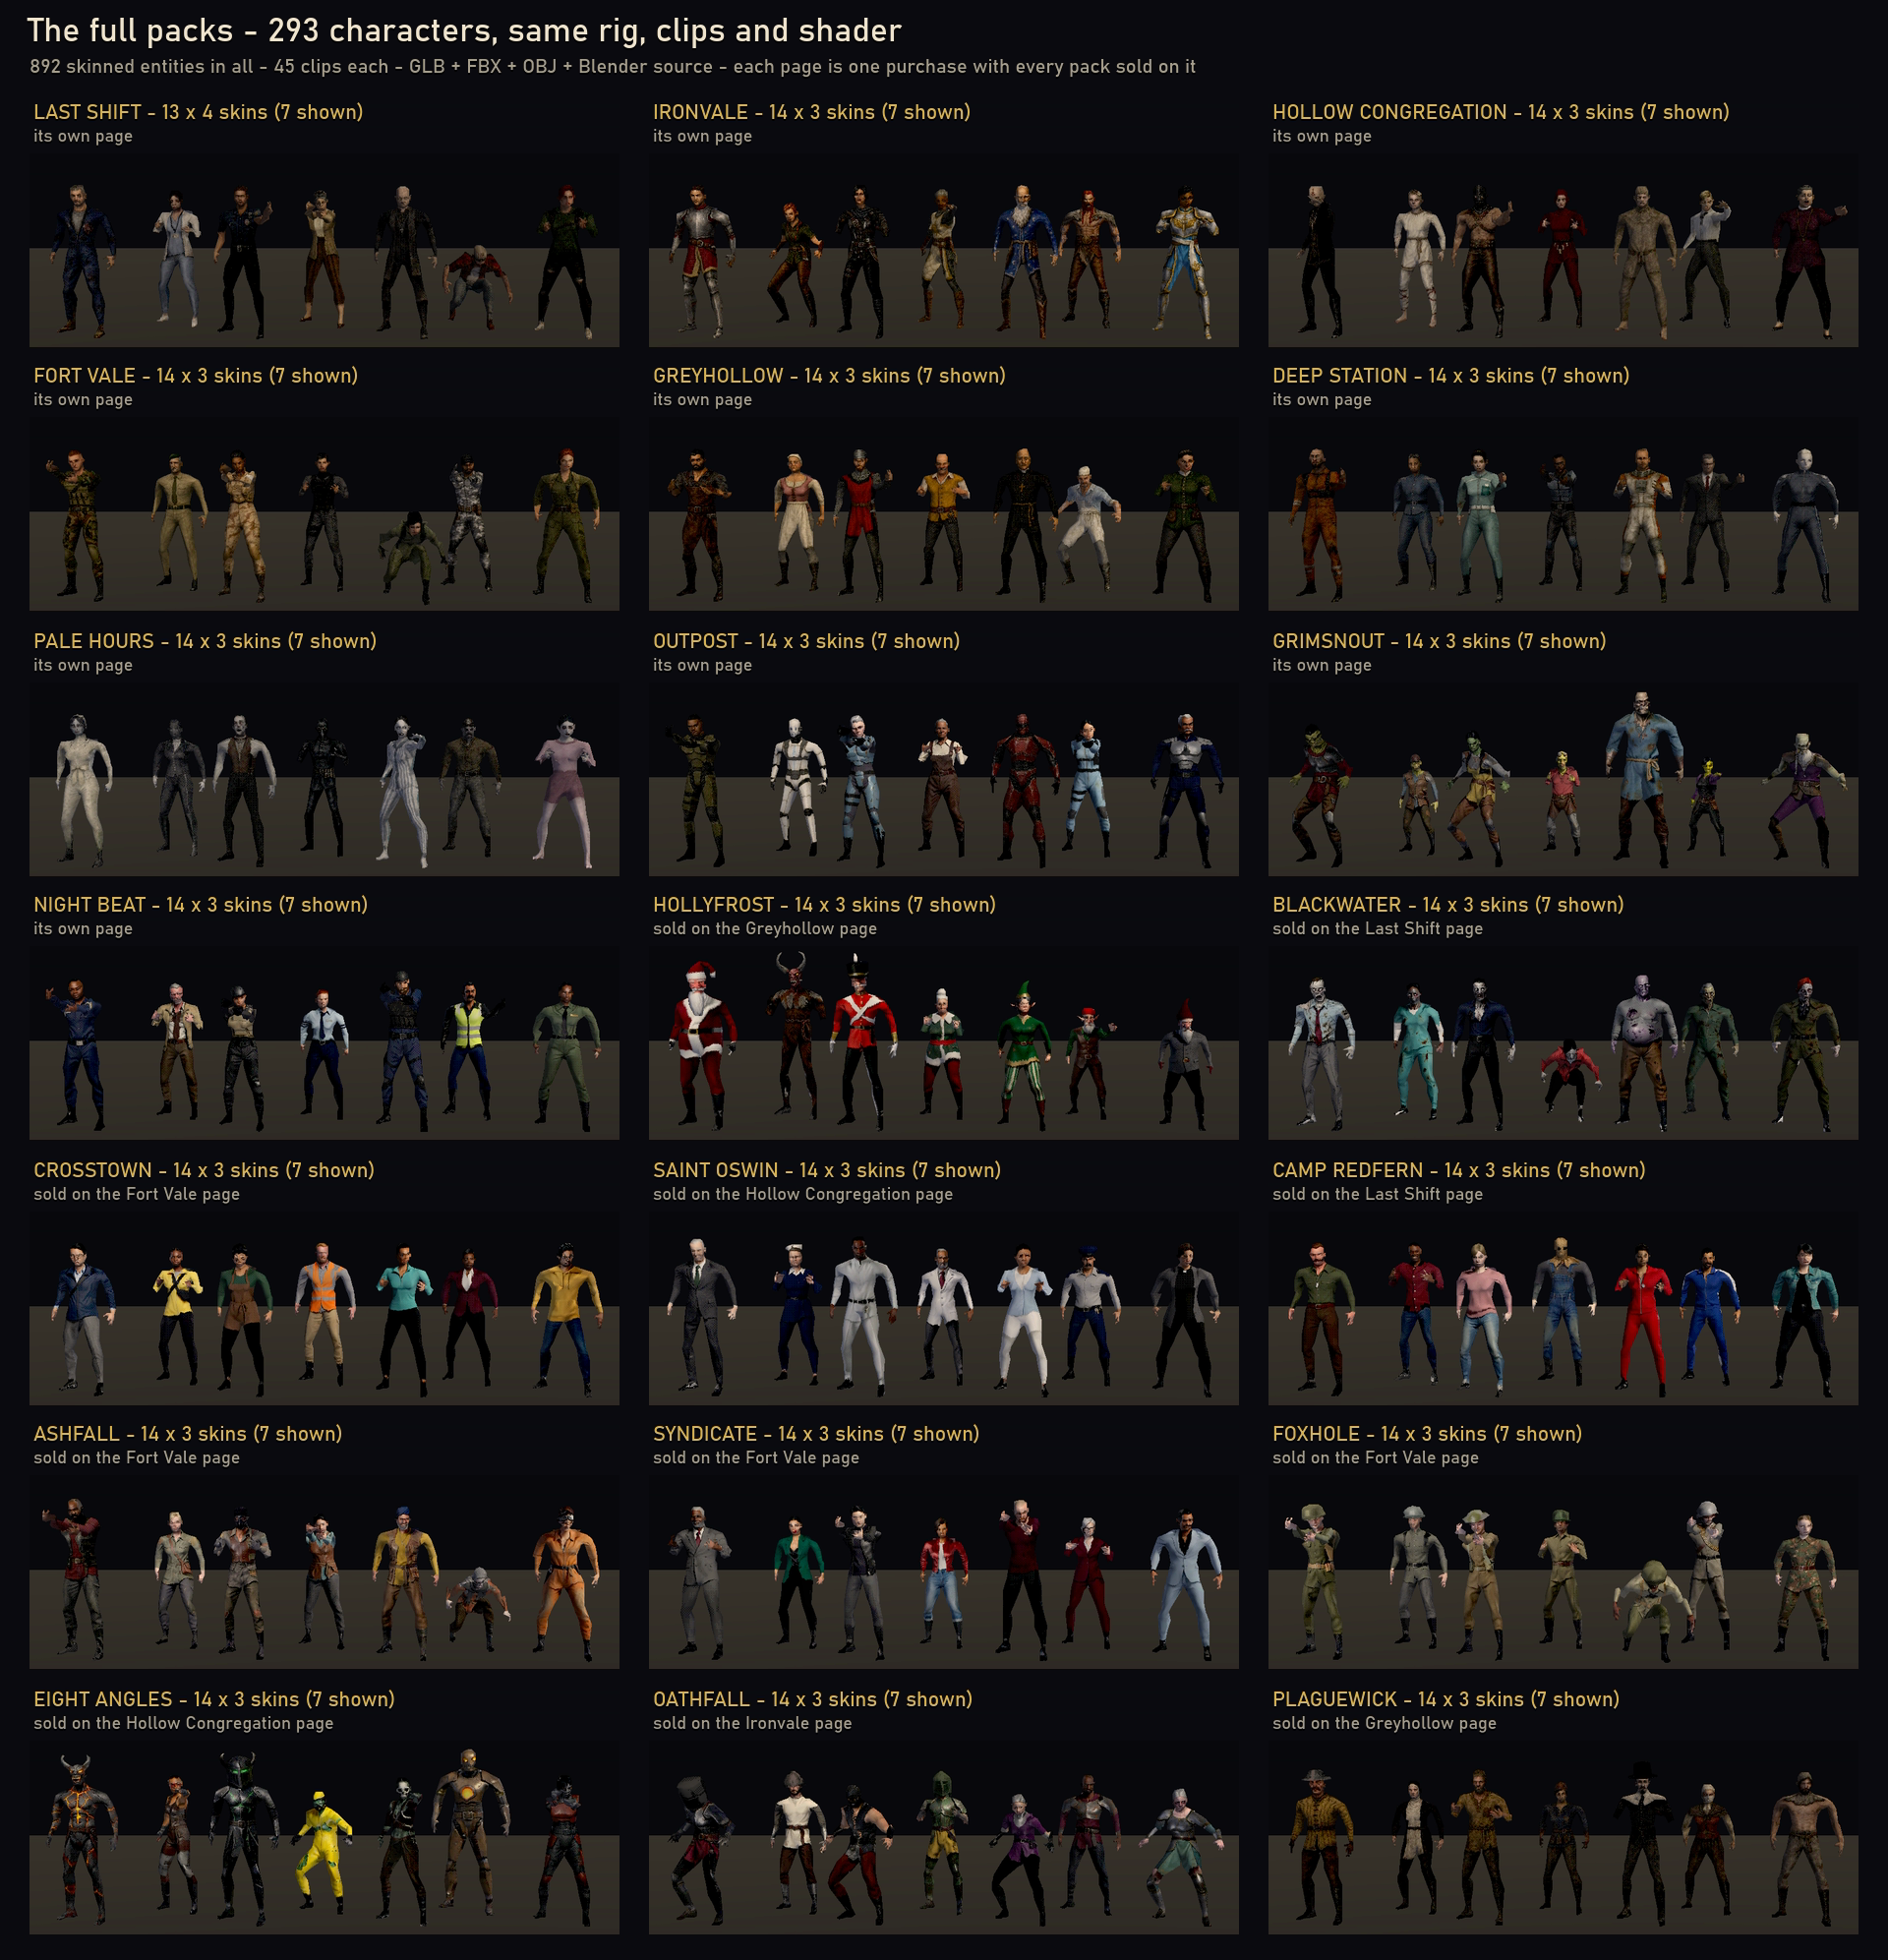 The full packs - 293 characters, same rig, clips and shader
892 skinned entities in all - 45 clips each - GLB + FBX + OBJ + Blender source - each page is one purchase with every pack sold on it
LAST SHIFT - 13 x 4 skins (7 shown)
its own page
IRONVALE - 14 x 3 skins (7 shown)
its own page
HOLLOW CONGREGATION - 14 x 3 skins (7 shown)
its own page
FORT VALE - 14 x 3 skins (7 shown)
its own page
GREYHOLLOW - 14 x 3 skins (7 shown)
its own page
DEEP STATION - 14 x 3 skins (7 shown)
its own page
PALE HOURS - 14 x 3 skins (7 shown)
its own page
OUTPOST - 14 x 3 skins (7 shown)
its own page
GRIMSNOUT - 14 x 3 skins (7 shown)
its own page
NIGHT BEAT - 14 x 3 skins (7 shown)
its own page
HOLLYFROST - 14 x 3 skins (7 shown)
sold on the Greyhollow page
BLACKWATER - 14 x 3 skins (7 shown)
sold on the Last Shift page
CROSSTOWN - 14 x 3 skins (7 shown)
sold on the Fort Vale page
SAINT OSWIN - 14 x 3 skins (7 shown)
sold on the Hollow Congregation page
CAMP REDFERN - 14 x 3 skins (7 shown)
sold on the Last Shift page
ASHFALL - 14 x 3 skins (7 shown)
sold on the Fort Vale page
SYNDICATE - 14 x 3 skins (7 shown)
sold on the Fort Vale page
FOXHOLE - 14 x 3 skins (7 shown)
sold on the Fort Vale page
EIGHT ANGLES - 14 x 3 skins (7 shown)
sold on the Hollow Congregation page
OATHFALL - 14 x 3 skins (7 shown)
sold on the Ironvale page
PLAGUEWICK - 14 x 3 skins (7 shown)
sold on the Greyhollow page